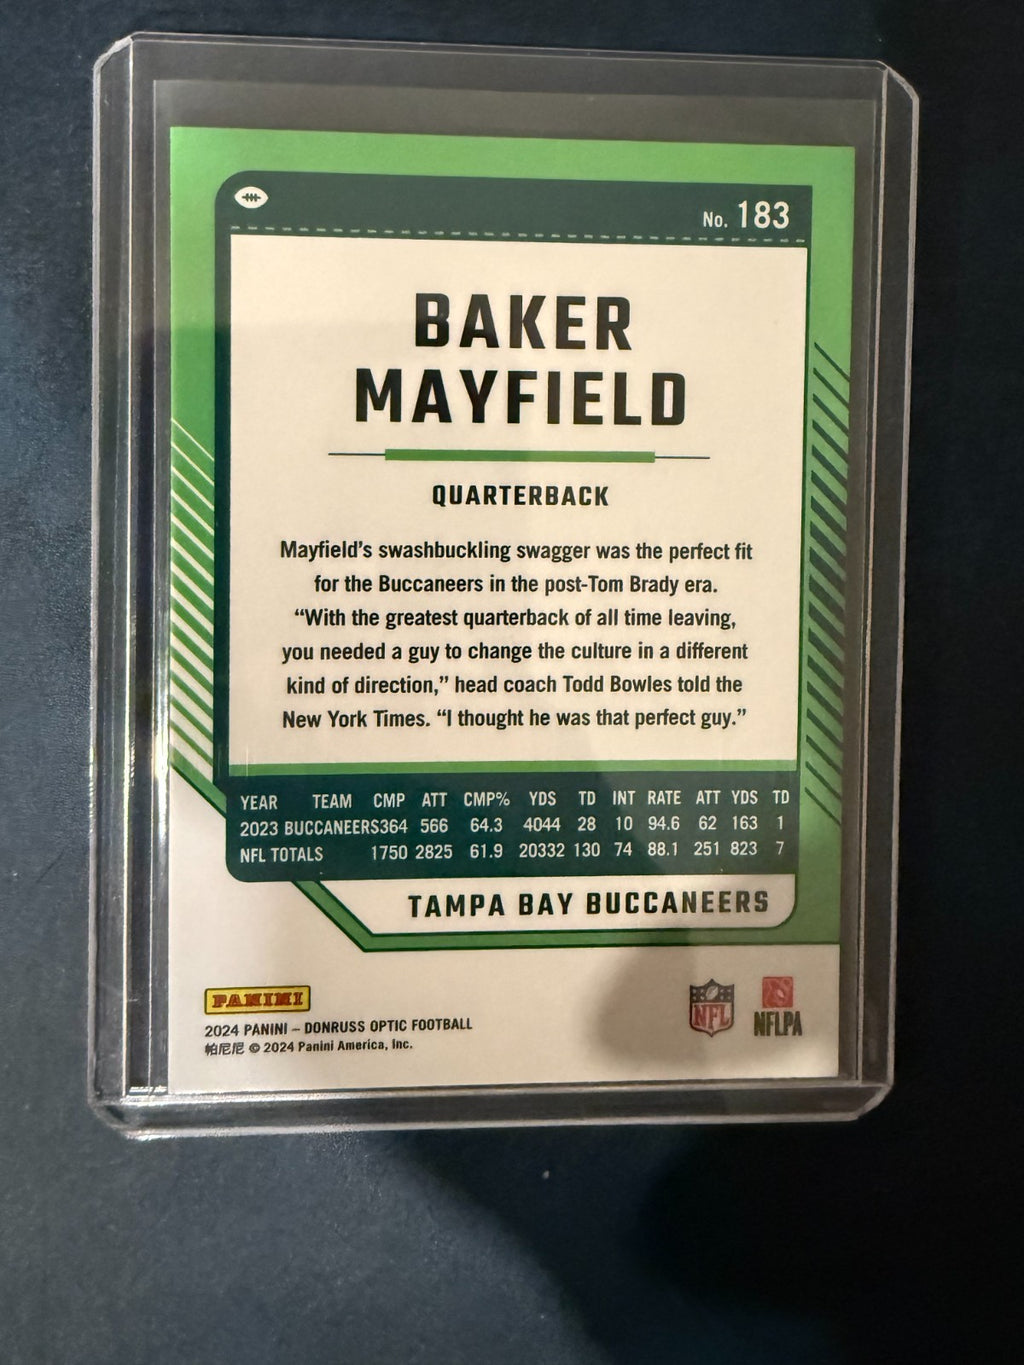 No. 183
BAKER
MAYFIELD
QUARTERBACK
Mayfield's swashbuckling swagger was the perfect fit
for the Buccaneers in the post-Tom Brady era.
“With the greatest quarterback of all time leaving,
you needed a guy to change the culture in a different
kind of direction,” head coach Todd Bowles told the
New York Times. “I thought he was that perfect guy.”
YEAR TEAM CMP ATT CMP% YDS TD INT RATE ATT YDS TD
2023 BUCCANEERS364 566 64.3 4044 28 10 94.6 62 163 1
NFL TOTALS 1750 2825 61.9 20332 130 74 88.1 251 823 7
TAMPA BAY BUCCANEERS
PANINI
NFL
NFLPA
2024 PANINI – DONRUSS OPTIC FOOTBALL
帕尼尼 © 2024 Panini America, Inc.